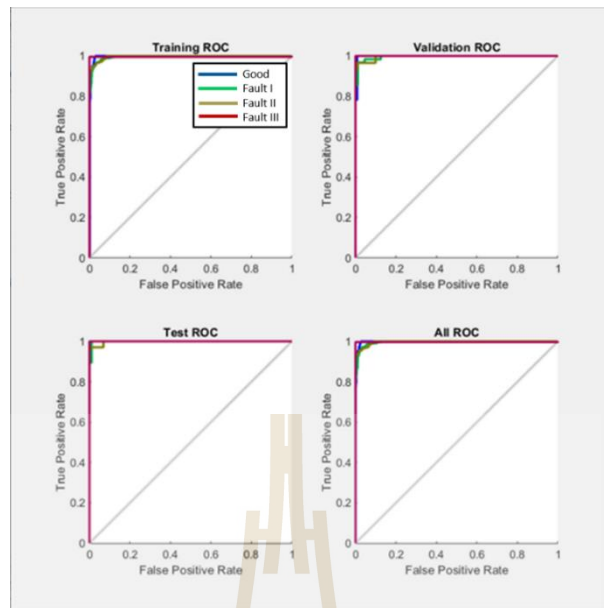 Training ROC
1
0.8
0.6
0.4
0.2
0
True Positive Rate
Good
Fault I
Fault II
Fault III
0 0.2 0.4 0.6 0.8 1
False Positive Rate
Validation ROC
1
0.8
0.6
0.4
0.2
0
True Positive Rate
0 0.2 0.4 0.6 0.8 1
False Positive Rate
Test ROC
1
0.8
0.6
0.4
0.2
0
True Positive Rate
0 0.2 0.4 0.6 0.8 1
False Positive Rate
All ROC
1
0.8
0.6
0.4
0.2
0
True Positive Rate
0 0.2 0.4 0.6 0.8 1
False Positive Rate